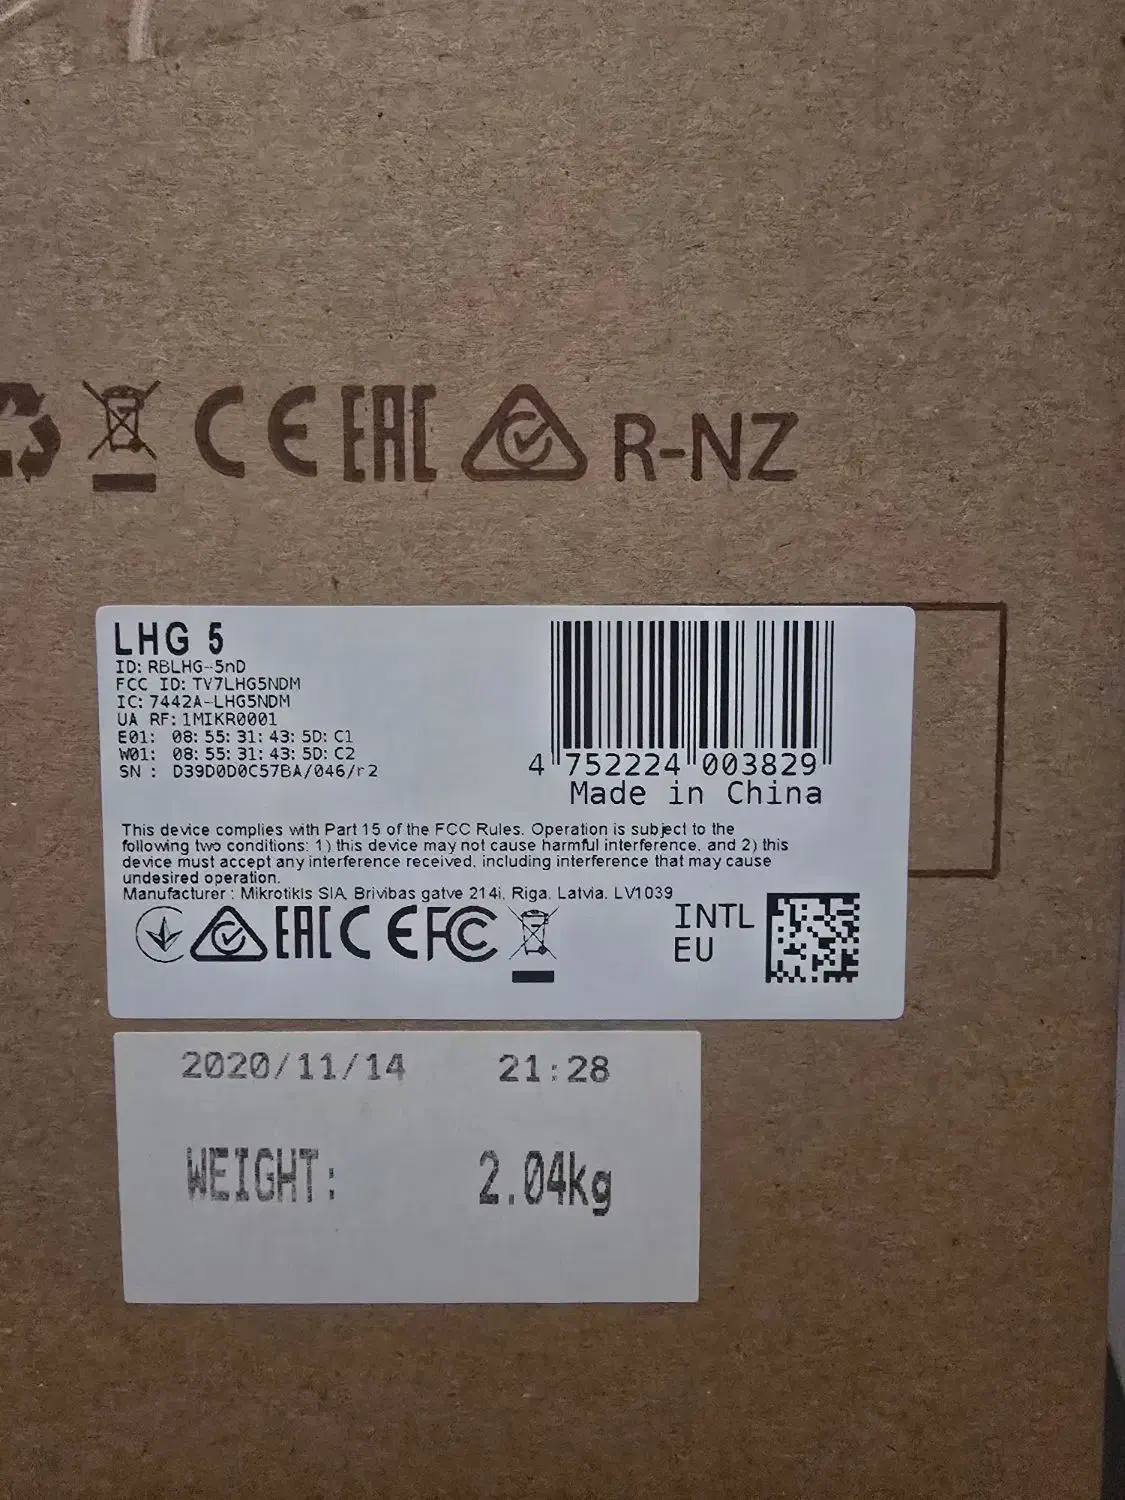 CE EAC R-NZ
LHG 5
ID: RBLHG-5nD
FCC ID: TV7LHG5NDM
IC: 7442A-LHG5NDM
UA RF: 1MIKR0001
E01: 08:55:31:43:5D:C1
W01: 08:55:31:43:5D:C2
SN : D39D0D0C57BA/046/r2
4 752224 003829
Made in China
This device complies with Part 15 of the FCC Rules. Operation is subject to the
following two conditions: 1) this device may not cause harmful interference. and 2) this
device must accept any interference received, including interference that may cause
undesired operation.
Manufacturer : Mikrotikls SIA, Brivibas gatve 214i, Riga. Latvia. LV1039
EAC CE FC
INTL
EU
2020/11/14 21:28
WEIGHT: 2.04kg